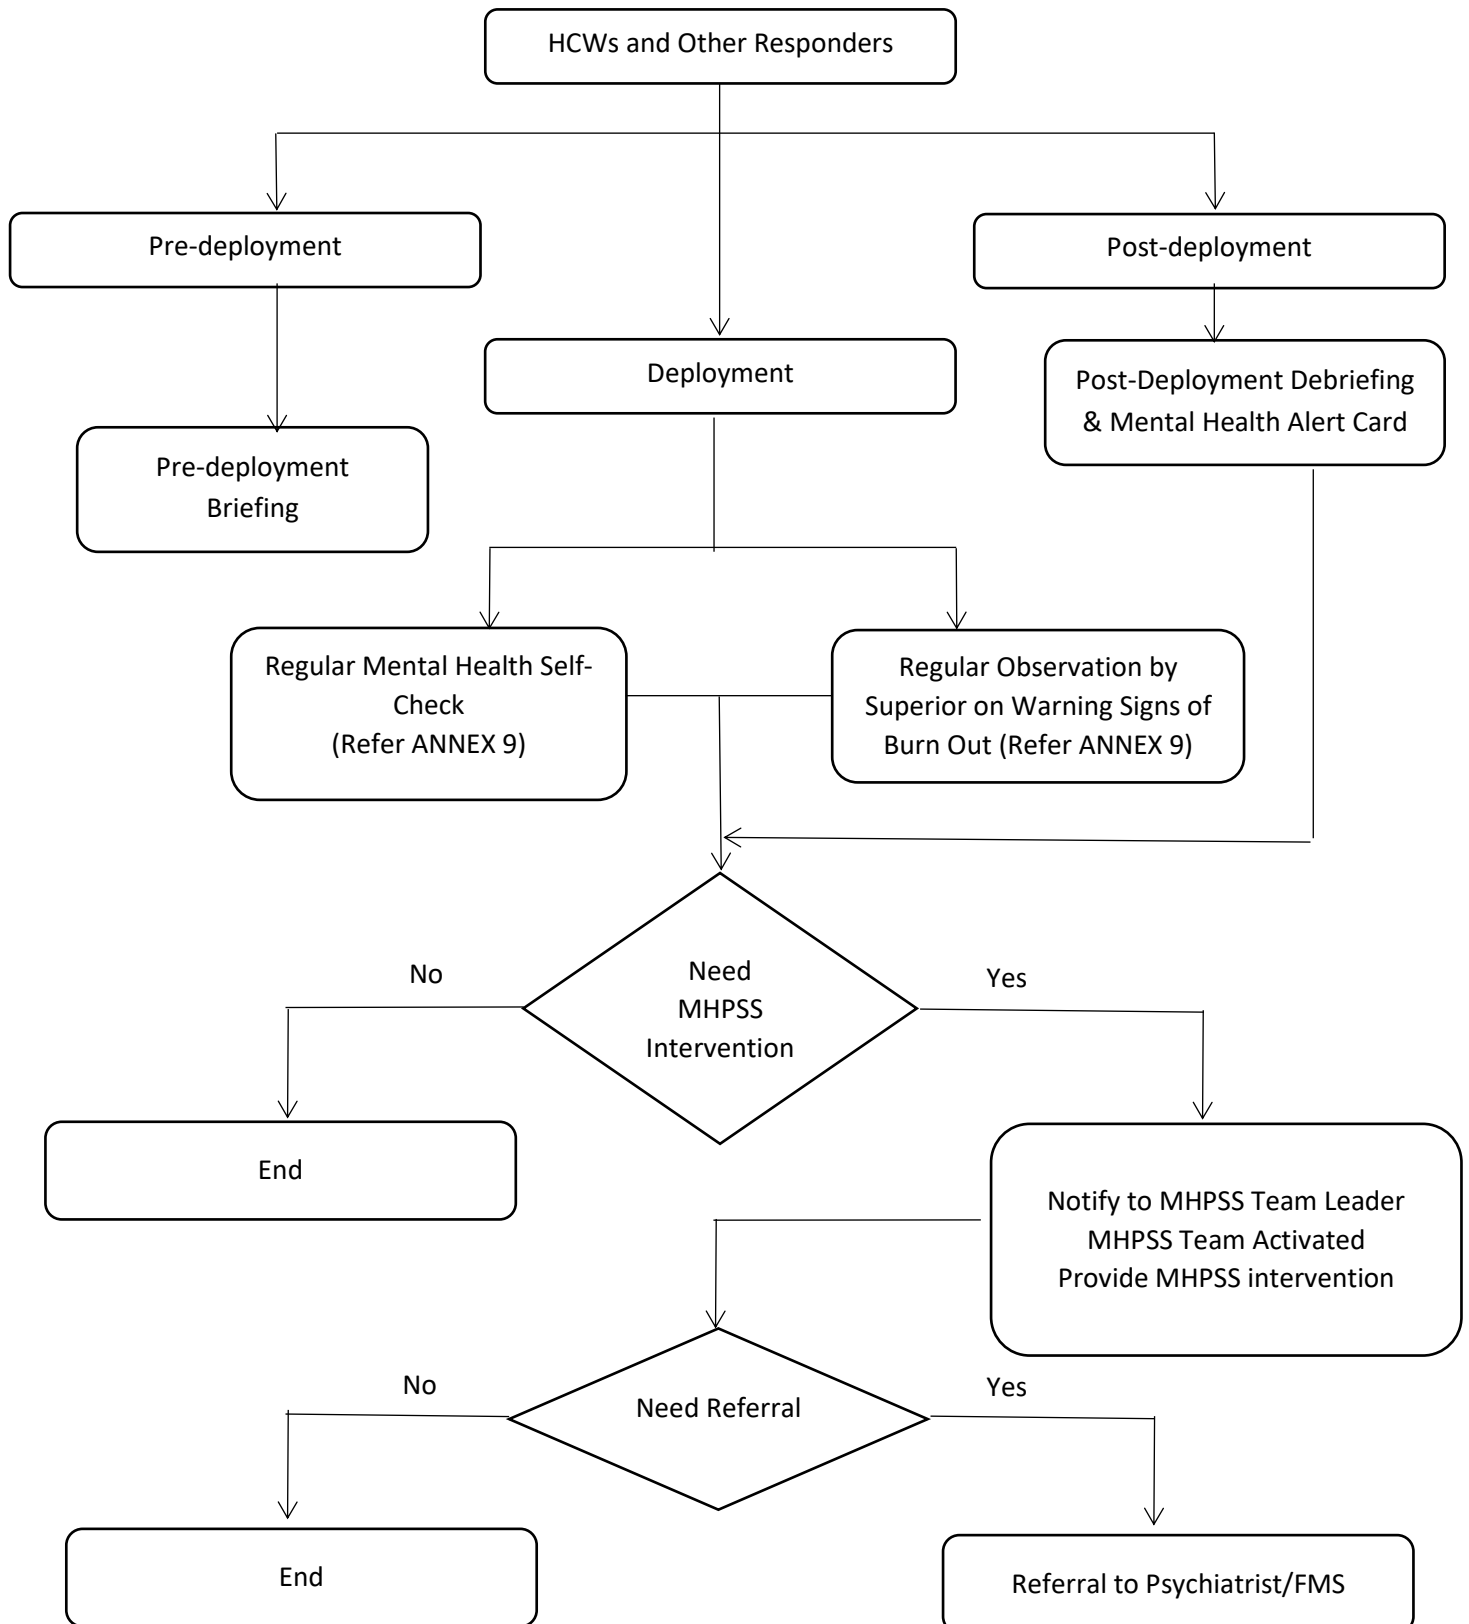 HCWs and Other Responders
Pre-deployment
Post-deployment
Deployment
Post-Deployment Debriefing
& Mental Health Alert Card
Pre-deployment
Briefing
Regular Mental Health Self-
Check
(Refer ANNEX 9)
Regular Observation by
Superior on Warning Signs of
Burn Out (Refer ANNEX 9)
No
Need
MHPSS
Intervention
Yes
End
Notify to MHPSS Team Leader
MHPSS Team Activated
Provide MHPSS intervention
No
Need Referral
Yes
End
Referral to Psychiatrist/FMS